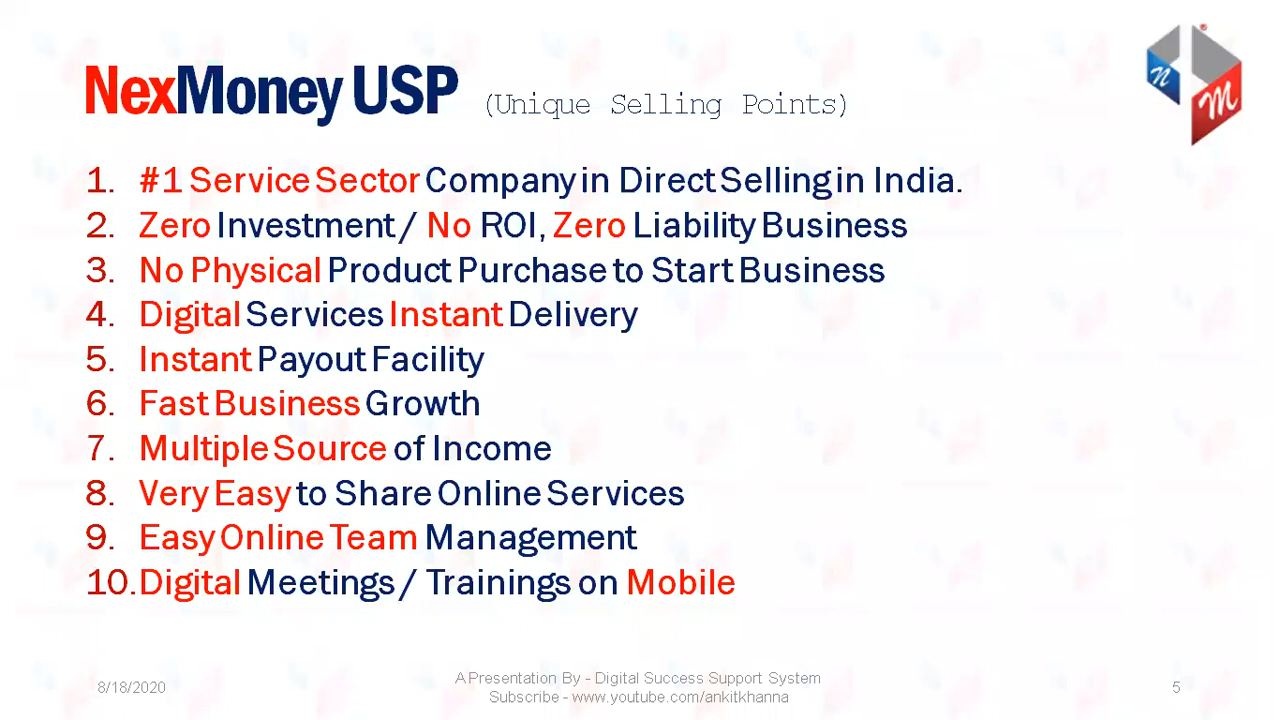 NexMoney USP (Unique Selling Points)
n
m
1. #1 Service Sector Company in Direct Selling in India.
2. Zero Investment / No ROI, Zero Liability Business
3. No Physical Product Purchase to Start Business
4. Digital Services Instant Delivery
5. Instant Payout Facility
6. Fast Business Growth
7. Multiple Source of Income
8. Very Easy to Share Online Services
9. Easy Online Team Management
10. Digital Meetings / Trainings on Mobile
8/18/2020
A Presentation By - Digital Success Support System
Subscribe - www.youtube.com/ankitkhanna
5